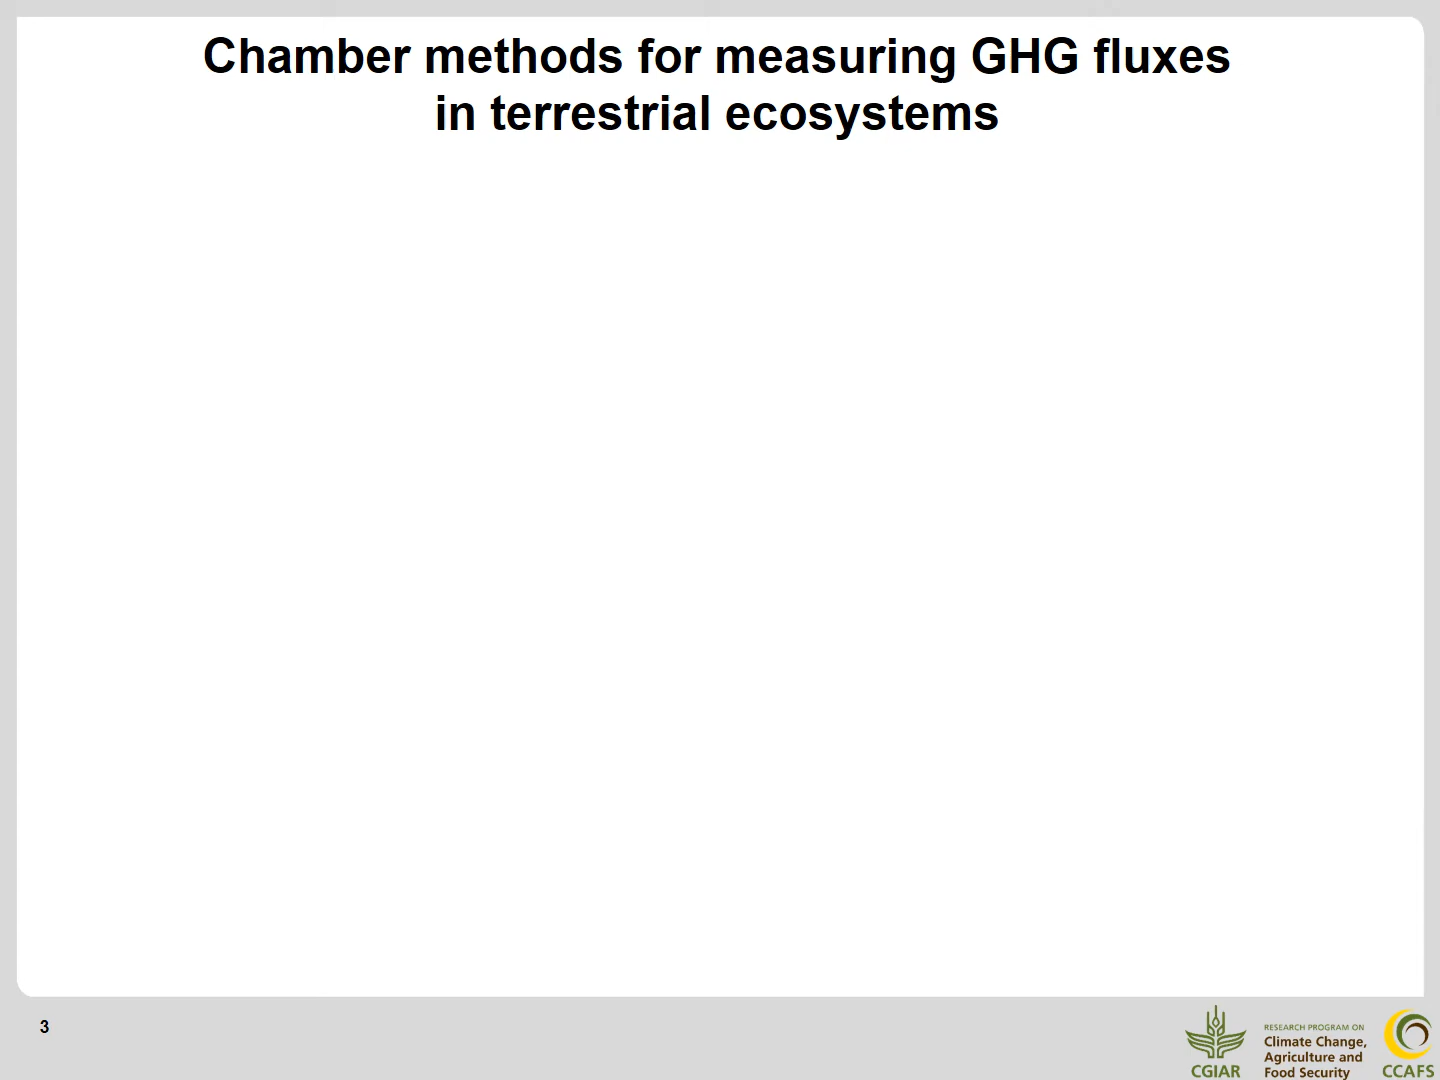 Chamber methods for measuring GHG fluxes
in terrestrial ecosystems
3
CGIAR
RESEARCH PROGRAM ON
Climate Change,
Agriculture and
Food Security
CCAFS